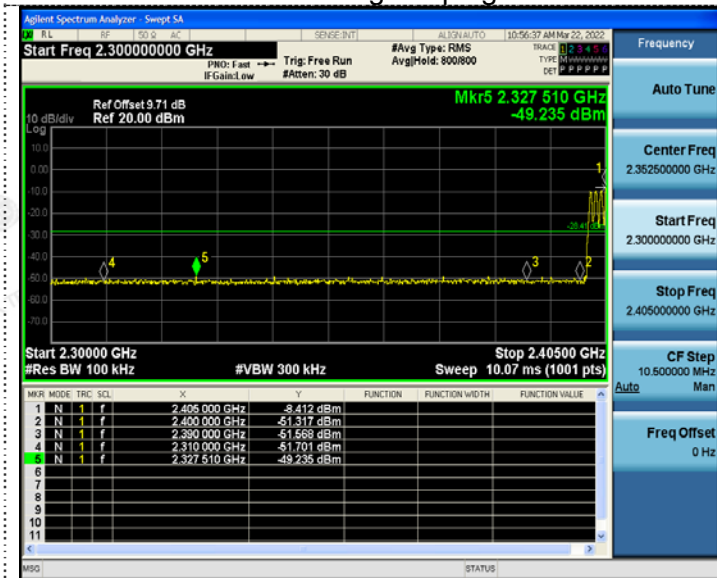 Agilent Spectrum Analyzer - Swept SA
RL RF 50 Ω AC SENSE:INT ALIGN AUTO 10:56:37 AM Mar 22, 2022
Start Freq 2.300000000 GHz
PNO: Fast
IFGain:Low
Trig: Free Run
#Atten: 30 dB
#Avg Type: RMS
Avg|Hold: 800/800
TRACE 1 2 3 4 5 6
TYPE M
DET P P P P P P
Mkr5 2.327 510 GHz
-49.235 dBm
Ref Offset 9.71 dB
10 dB/div Ref 20.00 dBm
Log
10.0
0.00
-10.0
-20.0
-30.0
-40.0
-50.0
-60.0
-70.0
1
-28.41 dBm
4
5
3
2
Start 2.30000 GHz Stop 2.40500 GHz
#Res BW 100 kHz #VBW 300 kHz Sweep 10.07 ms (1001 pts)
MKR MODE TRC SCL X Y FUNCTION FUNCTION WIDTH FUNCTION VALUE
1 N 1 f 2.405 000 GHz -8.412 dBm
2 N 1 f 2.400 000 GHz -51.317 dBm
3 N 1 f 2.390 000 GHz -51.568 dBm
4 N 1 f 2.310 000 GHz -51.701 dBm
5 N 1 f 2.327 510 GHz -49.235 dBm
6
7
8
9
10
11
MSG STATUS
Frequency
Auto Tune
Center Freq
2.352500000 GHz
Start Freq
2.300000000 GHz
Stop Freq
2.405000000 GHz
CF Step
10.500000 MHz
Auto Man
Freq Offset
0 Hz